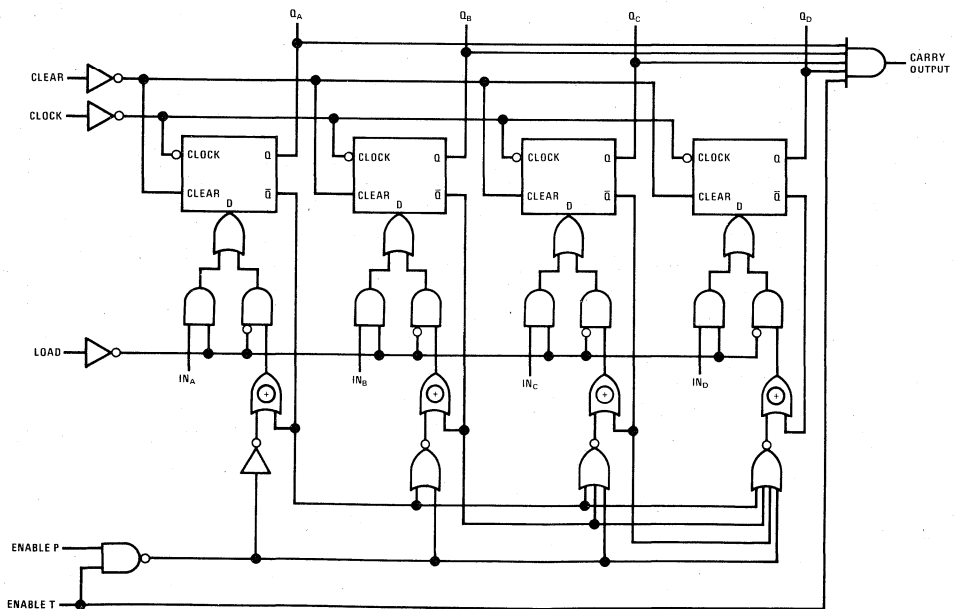 QA QB QC QD
CARRY OUTPUT
CLEAR
CLOCK
CLOCK Q CLOCK Q CLOCK Q CLOCK Q
CLEAR Q̅ CLEAR Q̅ CLEAR Q̅ CLEAR Q̅
D D D D
LOAD
INA INB INC IND
+ + + +
ENABLE P
ENABLE T